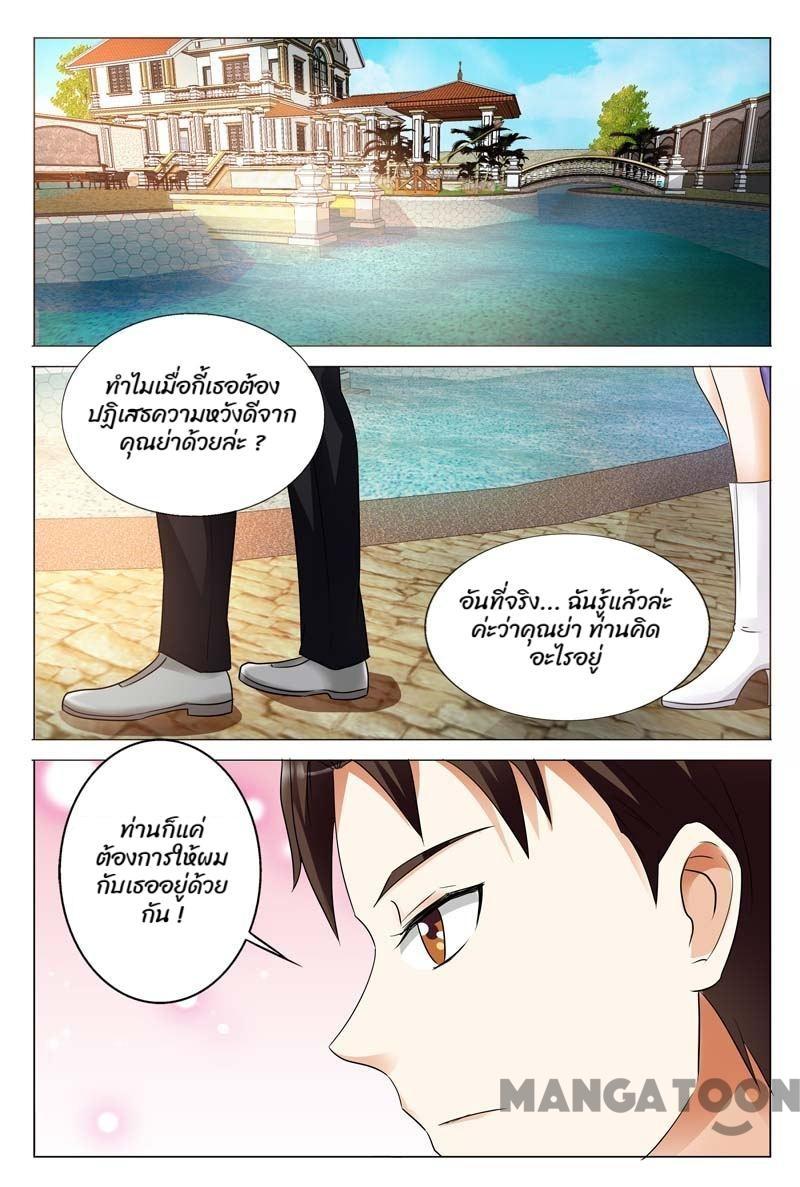 ทำไมเมื่อกี้เธอต้อง
ปฏิเสธความหวังดีจาก
คุณย่าด้วยล่ะ ?
อันที่จริง... ฉันรู้แล้วล่ะ
ค่ะว่าคุณย่า ท่านคิด
อะไรอยู่
ท่านก็แค่
ต้องการให้ผม
กับเธออยู่ด้วย
กัน !
MANGATOON